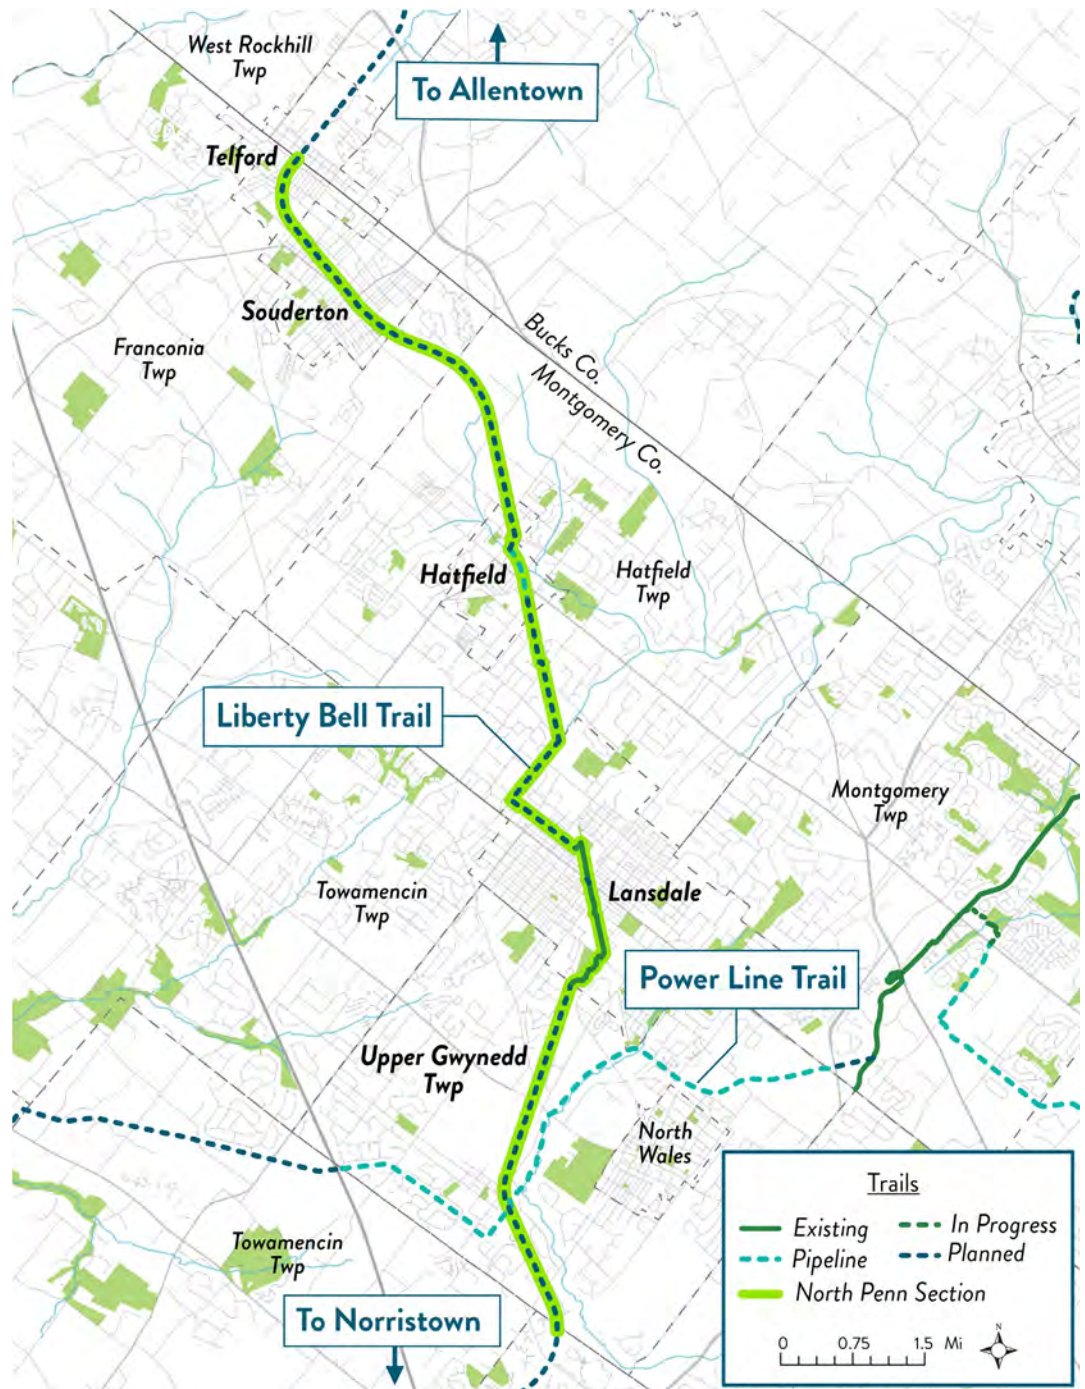 West Rockhill
Twp
To Allentown
Telford
Souderton
Franconia
Twp
Bucks Co.
Montgomery Co.
Hatfield
Hatfield
Twp
Liberty Bell Trail
Montgomery
Twp
Towamencin
Twp
Lansdale
Power Line Trail
Upper Gwynedd
Twp
North
Wales
Towamencin
Twp
To Norristown
Trails
Existing
In Progress
Pipeline
Planned
North Penn Section
0 0.75 1.5 Mi
N